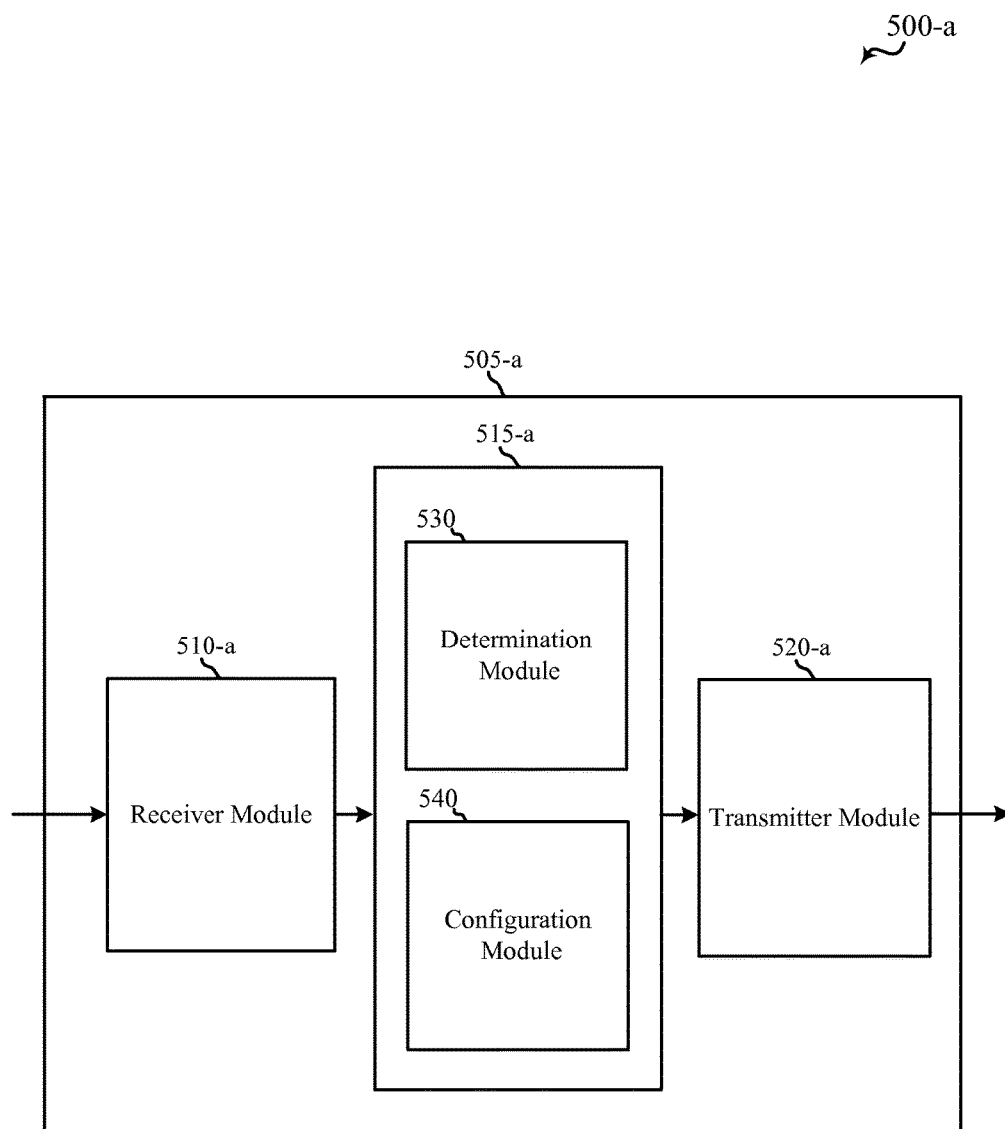 500-a
505-a
515-a
530
Determination
Module
510-a
520-a
Receiver Module
540
Transmitter Module
Configuration
Module